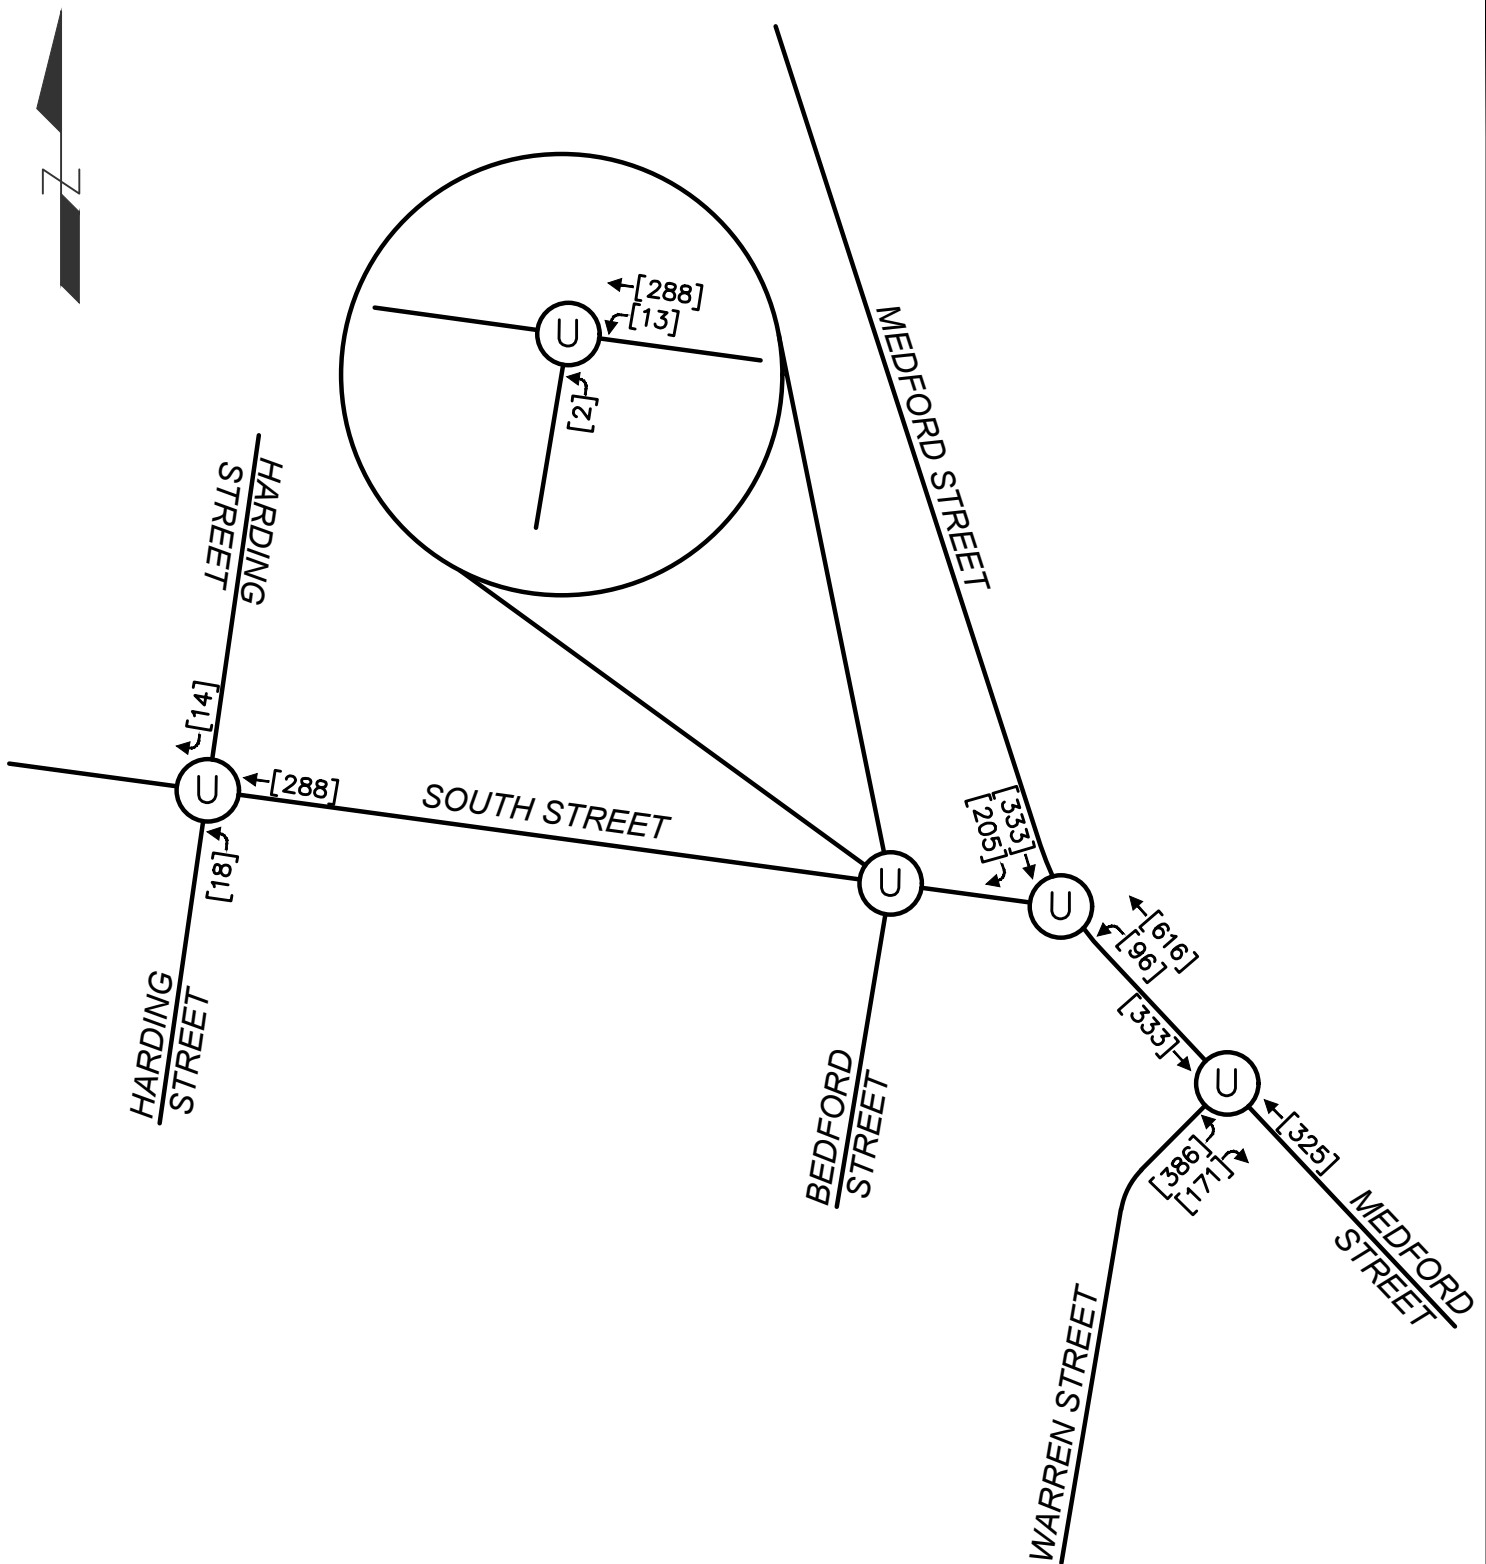 Z
[288]
[13]
U
[2]
MEDFORD STREET
HARDING
STREET
[14]
U
[288]
SOUTH STREET
[18]
HARDING
STREET
U
[333]
[205]
U
[616]
[96]
[333]
U
[325]
[386]
[171]
MEDFORD
STREET
BEDFORD
STREET
WARREN STREET